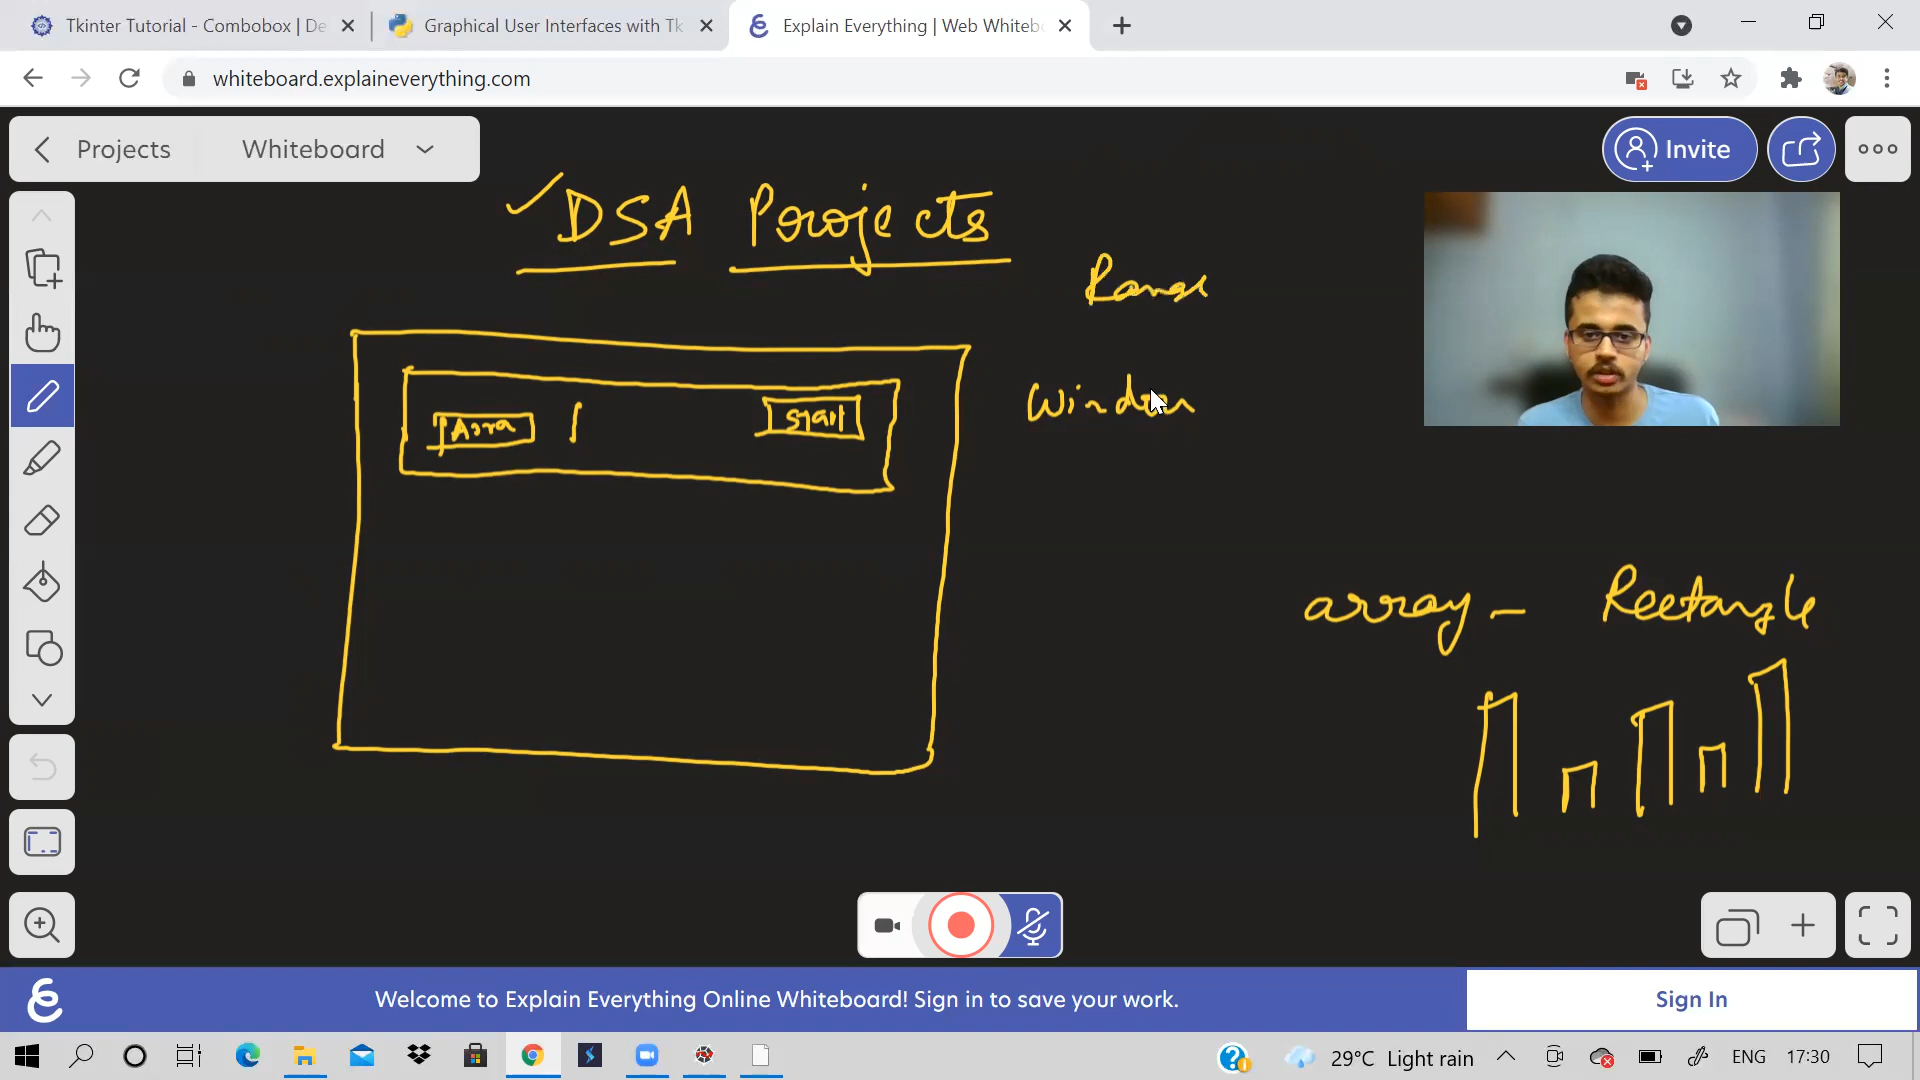 Tkinter Tutorial - Combobox | De
Graphical User Interfaces with Tk
Explain Everything | Web Whitebo
whiteboard.explaineverything.com
Projects
Whiteboard
Invite
✓ DSA Projects
Range
Window
Arra
Start
array - Rectangle
Welcome to Explain Everything Online Whiteboard! Sign in to save your work.
Sign In
29°C Light rain
ENG
17:30